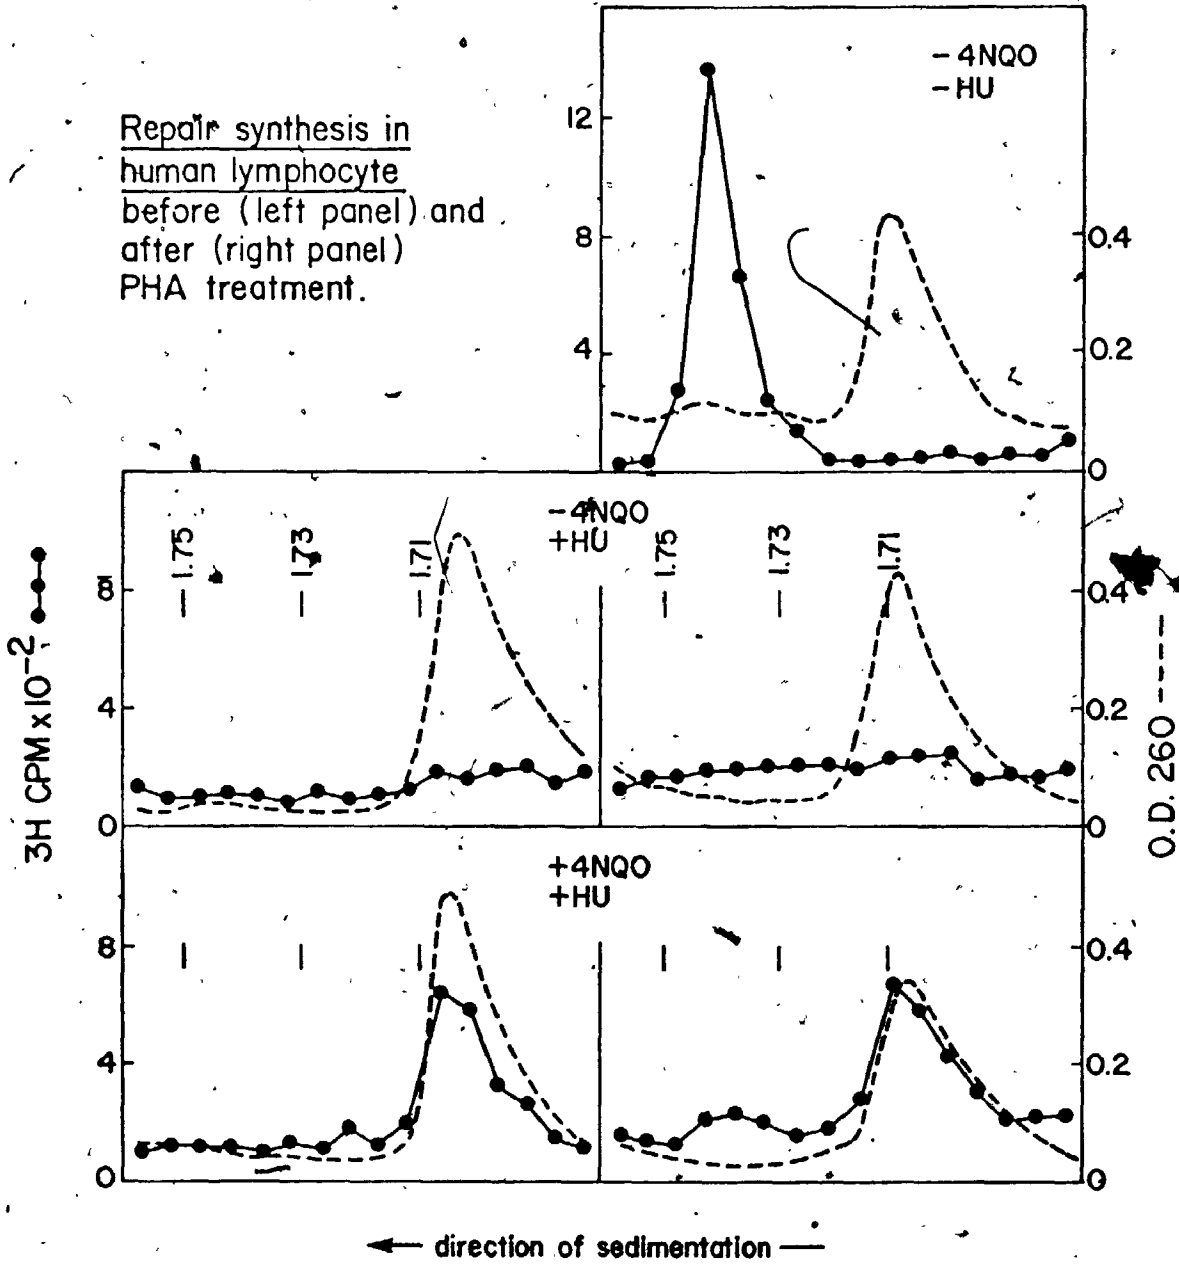 Repair synthesis in
human lymphocyte
before (left panel) and
after (right panel)
PHA treatment.
-4NQO
-HU
12
8
4
0.4
0.2
0
-4NQO
+HU
1.75
1.73
1.71
1.75
1.73
1.71
8
4
0
0.4
0.2
0
+4NQO
+HU
8
4
0
0.4
0.2
0
3H CPM x 10-2
O.D. 260
direction of sedimentation